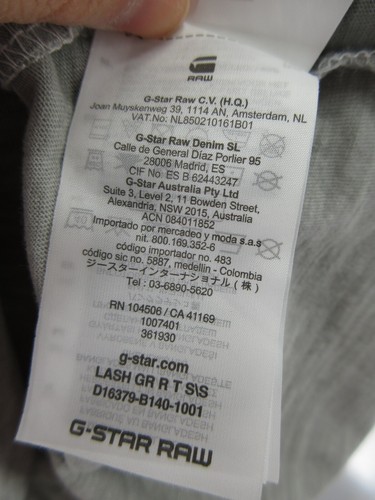 RAW
G-Star Raw C.V. (H.Q.)
Joan Muyskenweg 39, 1114 AN, Amsterdam, NL
VAT.No: NL850210161B01
G-Star Raw Denim SL
Calle de General Díaz Porlier 95
28006 Madrid, ES
CIF No ES B 62443247
G-Star Australia Pty Ltd
Suite 3, Level 2, 11 Bowden Street,
Alexandria, NSW 2015, Australia
ACN 084011852
Importado por mercadeo y moda s.a.s
nit. 800.169.352-6
código importador no. 483
código sic no. 5887, medellin - Colombia
ジースターインターナショナル（株）
Tel : 03-6890-5620
RN 104506 / CA 41169
1007401
361930
g-star.com
LASH GR R T S\S
D16379-B140-1001
G-STAR RAW